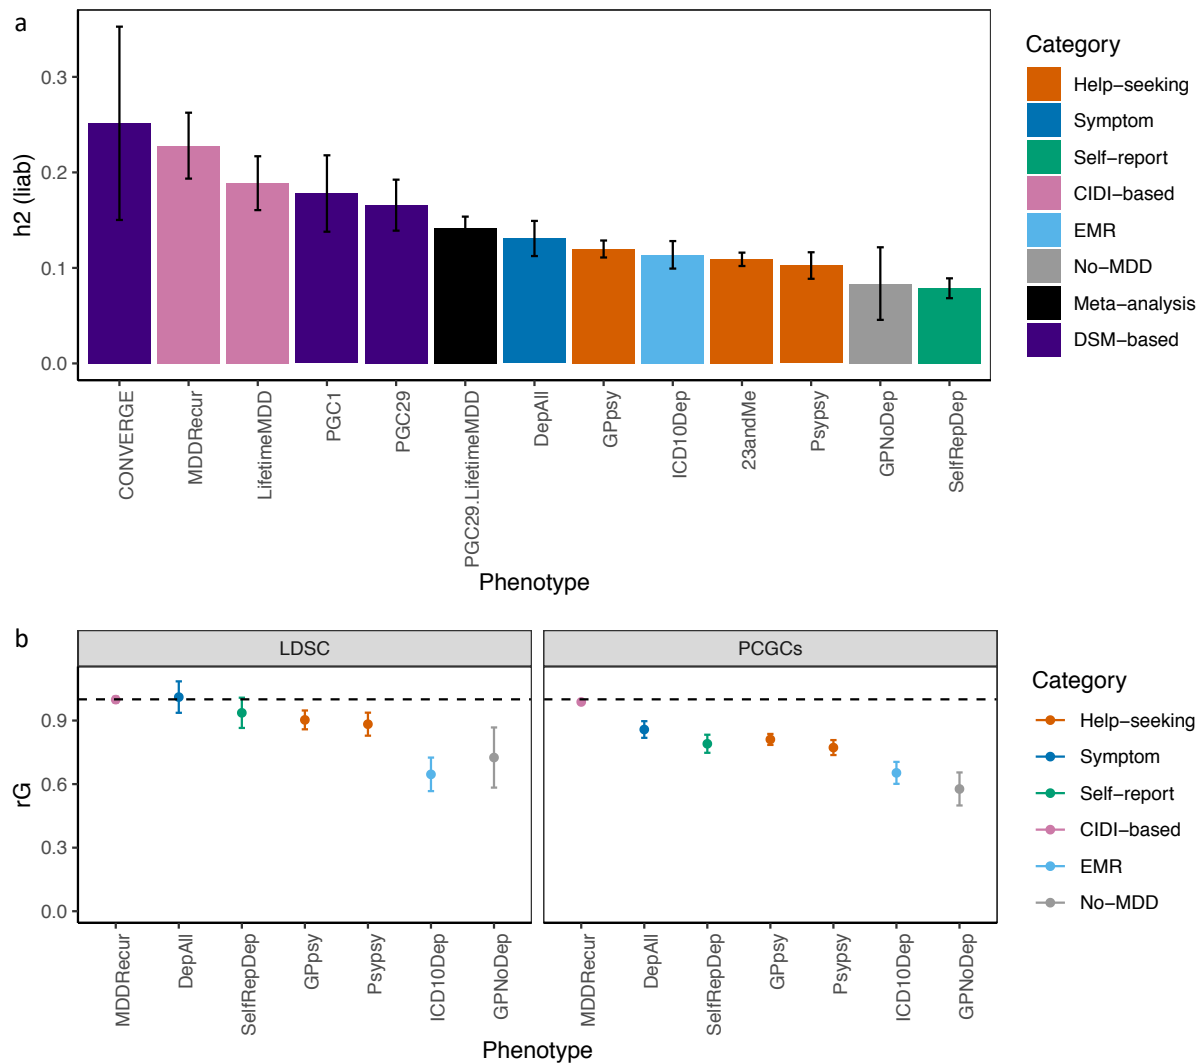 a
h2 (liab)
0.3
0.2
0.1
0.0
CONVERGE
MDDRecur
LifetimeMDD
PGC1
PGC29
PGC29.LifetimeMDD
DepAll
GPpsy
ICD10Dep
23andMe
Psypsy
GPNoDep
SelfRepDep
Phenotype
Category
Help−seeking
Symptom
Self−report
CIDI−based
EMR
No−MDD
Meta−analysis
DSM−based
b
LDSC
PCGCs
rG
0.9
0.6
0.3
0.0
MDDRecur
DepAll
SelfRepDep
GPpsy
Psypsy
ICD10Dep
GPNoDep
MDDRecur
DepAll
SelfRepDep
GPpsy
Psypsy
ICD10Dep
GPNoDep
Phenotype
Category
Help−seeking
Symptom
Self−report
CIDI−based
EMR
No−MDD